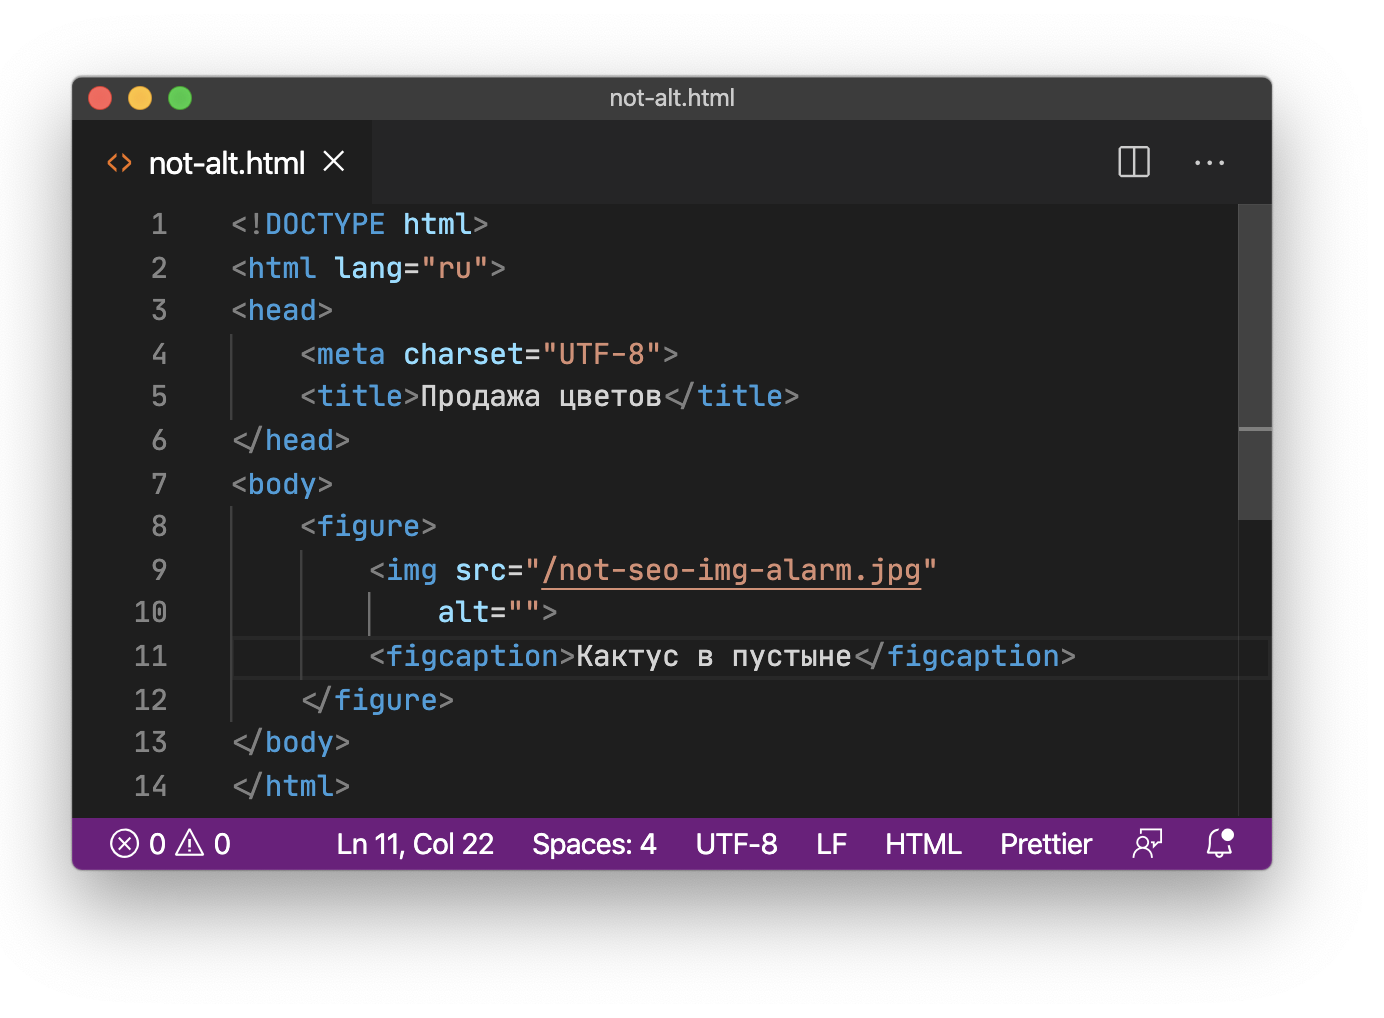 not-alt.html
<> not-alt.html
1 <!DOCTYPE html>
2 <html lang="ru">
3 <head>
4     <meta charset="UTF-8">
5     <title>Продажа цветов</title>
6 </head>
7 <body>
8     <figure>
9         <img src="/not-seo-img-alarm.jpg"
10             alt="">
11         <figcaption>Кактус в пустыне</figcaption>
12     </figure>
13 </body>
14 </html>
0 0 Ln 11, Col 22 Spaces: 4 UTF-8 LF HTML Prettier